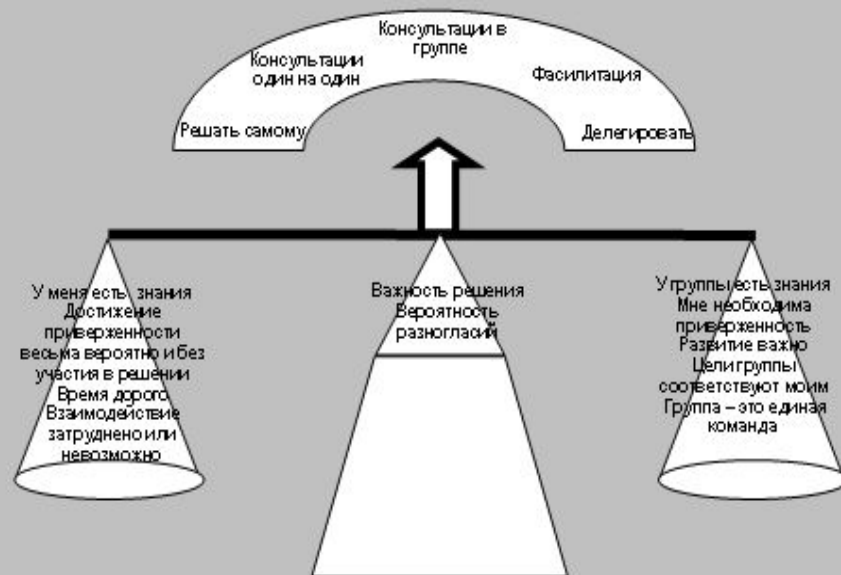 Консультации в
группе
Консультации
один на один
Фасилитация
Решать самому
Делегировать
У меня есть знания
Достижение
приверженности
весьма вероятно и без
участия в решении
Время дорого
Взаимодействие
затруднено или
невозможно
Важность решения
Вероятность
разногласий
У группы есть знания
Мне необходима
приверженность
Развитие важно
Цели группы
соответствуют моим
Группа – это единая
команда